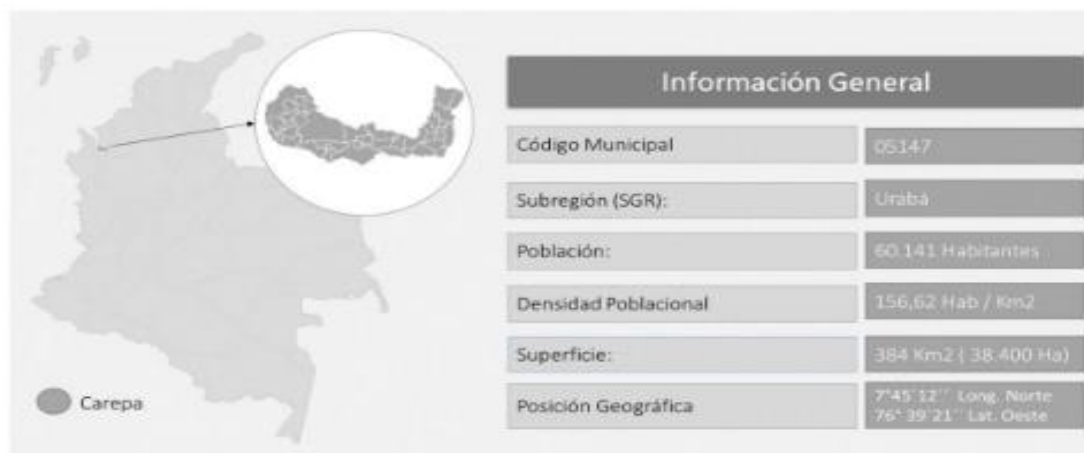 Información General
Código Municipal 05147
Subregión (SGR): Urabá
Población: 60.141 Habitantes
Densidad Poblacional 156,62 Hab / Km2
Superficie: 384 Km2 ( 38.400 Ha)
Posición Geográfica 7°45´12´´ Long. Norte
76° 39´21´´ Lat. Oeste
Carepa